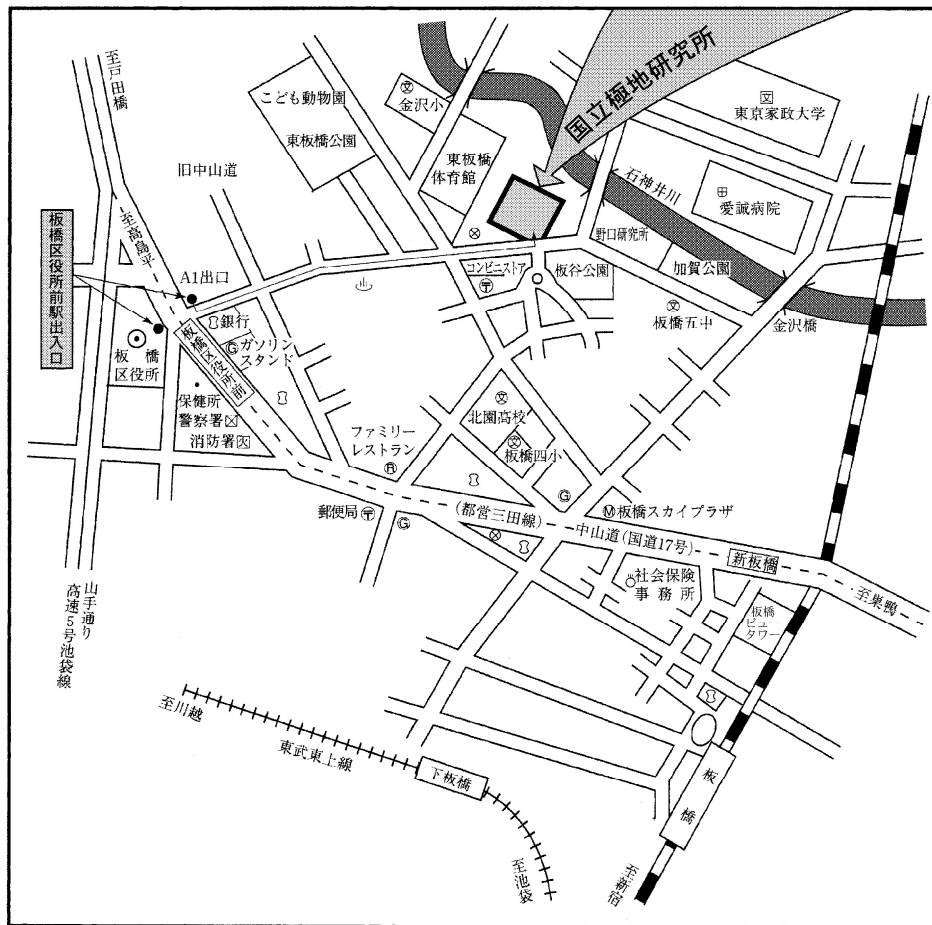 国立極地研究所
至戸田橋
こども動物園
東板橋公園
文
金沢小
東板橋
体育館
文
東京家政大学
旧中山道
石神井川
愛誠病院
至高島平
板橋区役所前駅出入口
A1出口
野口研究所
加賀公園
コンビニストア
〒
板谷公園
文
板橋五中
金沢橋
銀行
G
ガソリン
スタンド
板橋区役所前
板橋
区役所
保健所
警察署
消防署
文
北園高校
文
板橋四小
ファミリー
レストラン
R
G
M
板橋スカイプラザ
郵便局
〒
G
(都営三田線)
中山道(国道17号)
新板橋
至巣鴨
社会保険
事務所
板橋
ビュー
タワー
山手通り
高速5号池袋線
至川越
東武東上線
下板橋
至池袋
板橋
至新宿